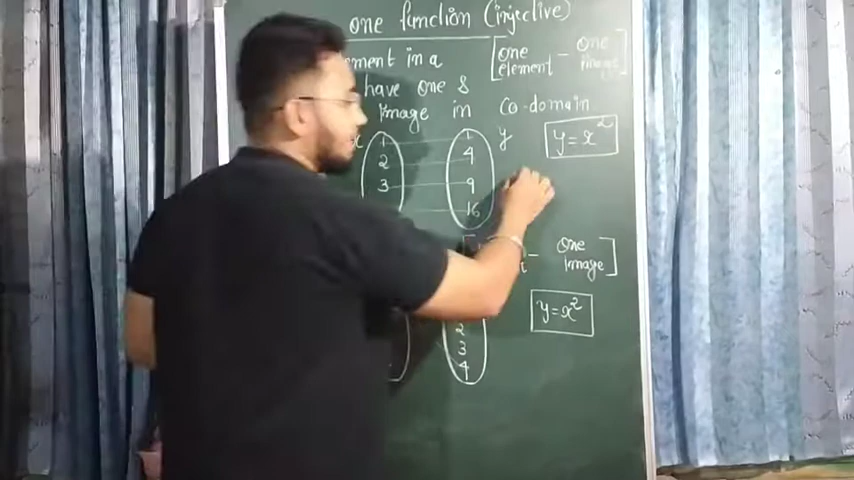 one function (injective)
ment in a [one element - one image]
have one &
image in co-domain
x 1 1 y y = x²
2 4
3 9
16
[ - one image]
y = x²
2
3
4